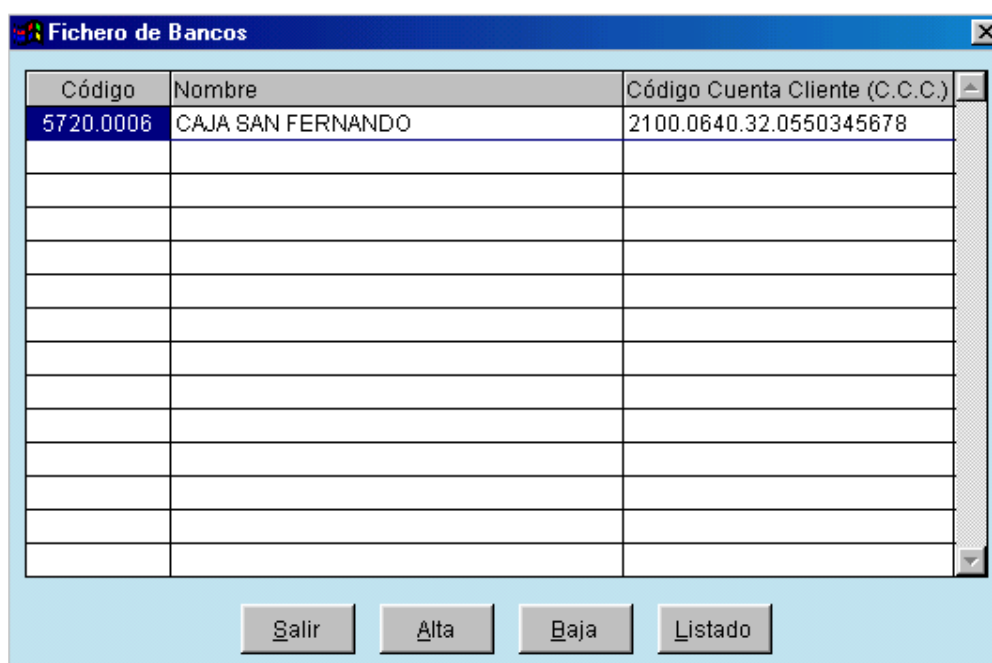 Fichero de Bancos
Código Nombre Código Cuenta Cliente (C.C.C.)
5720.0006 CAJA SAN FERNANDO 2100.0640.32.0550345678
Salir Alta Baja Listado